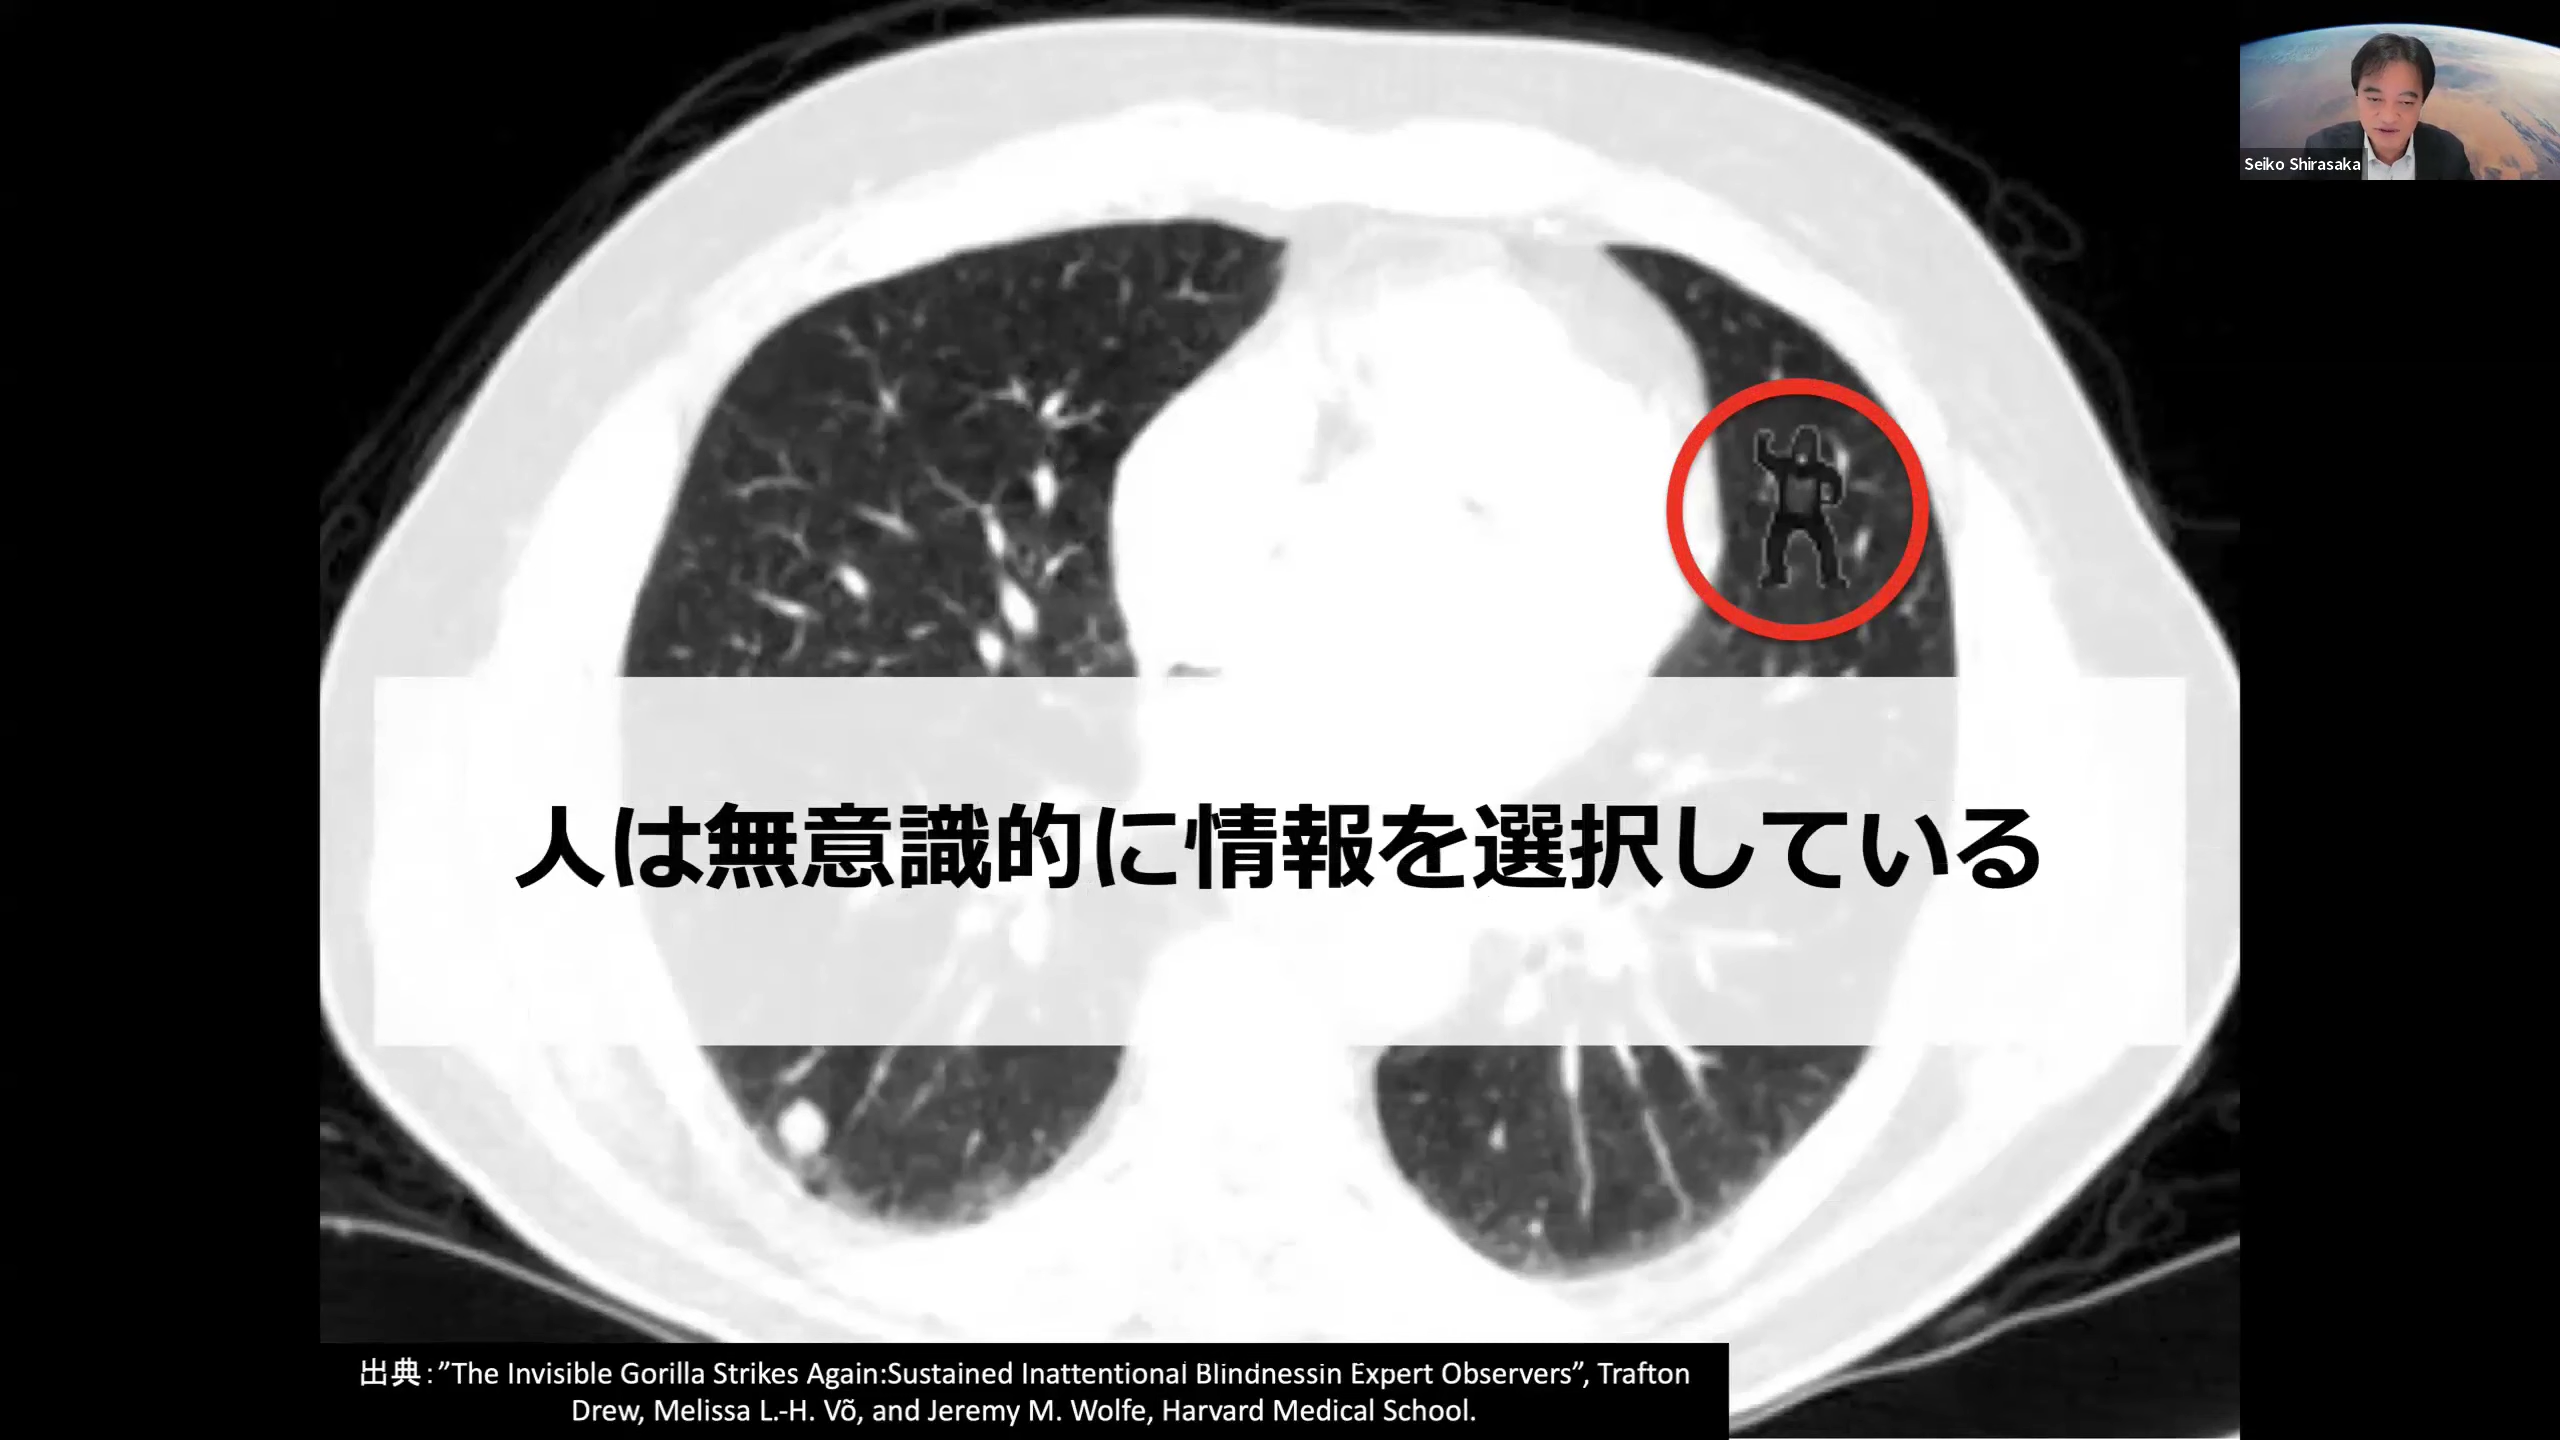 Seiko Shirasaka
人は無意識的に情報を選択している
出典：”The Invisible Gorilla Strikes Again:Sustained Inattentional Blindnessin Expert Observers”, Trafton
Drew, Melissa L.-H. Võ, and Jeremy M. Wolfe, Harvard Medical School.